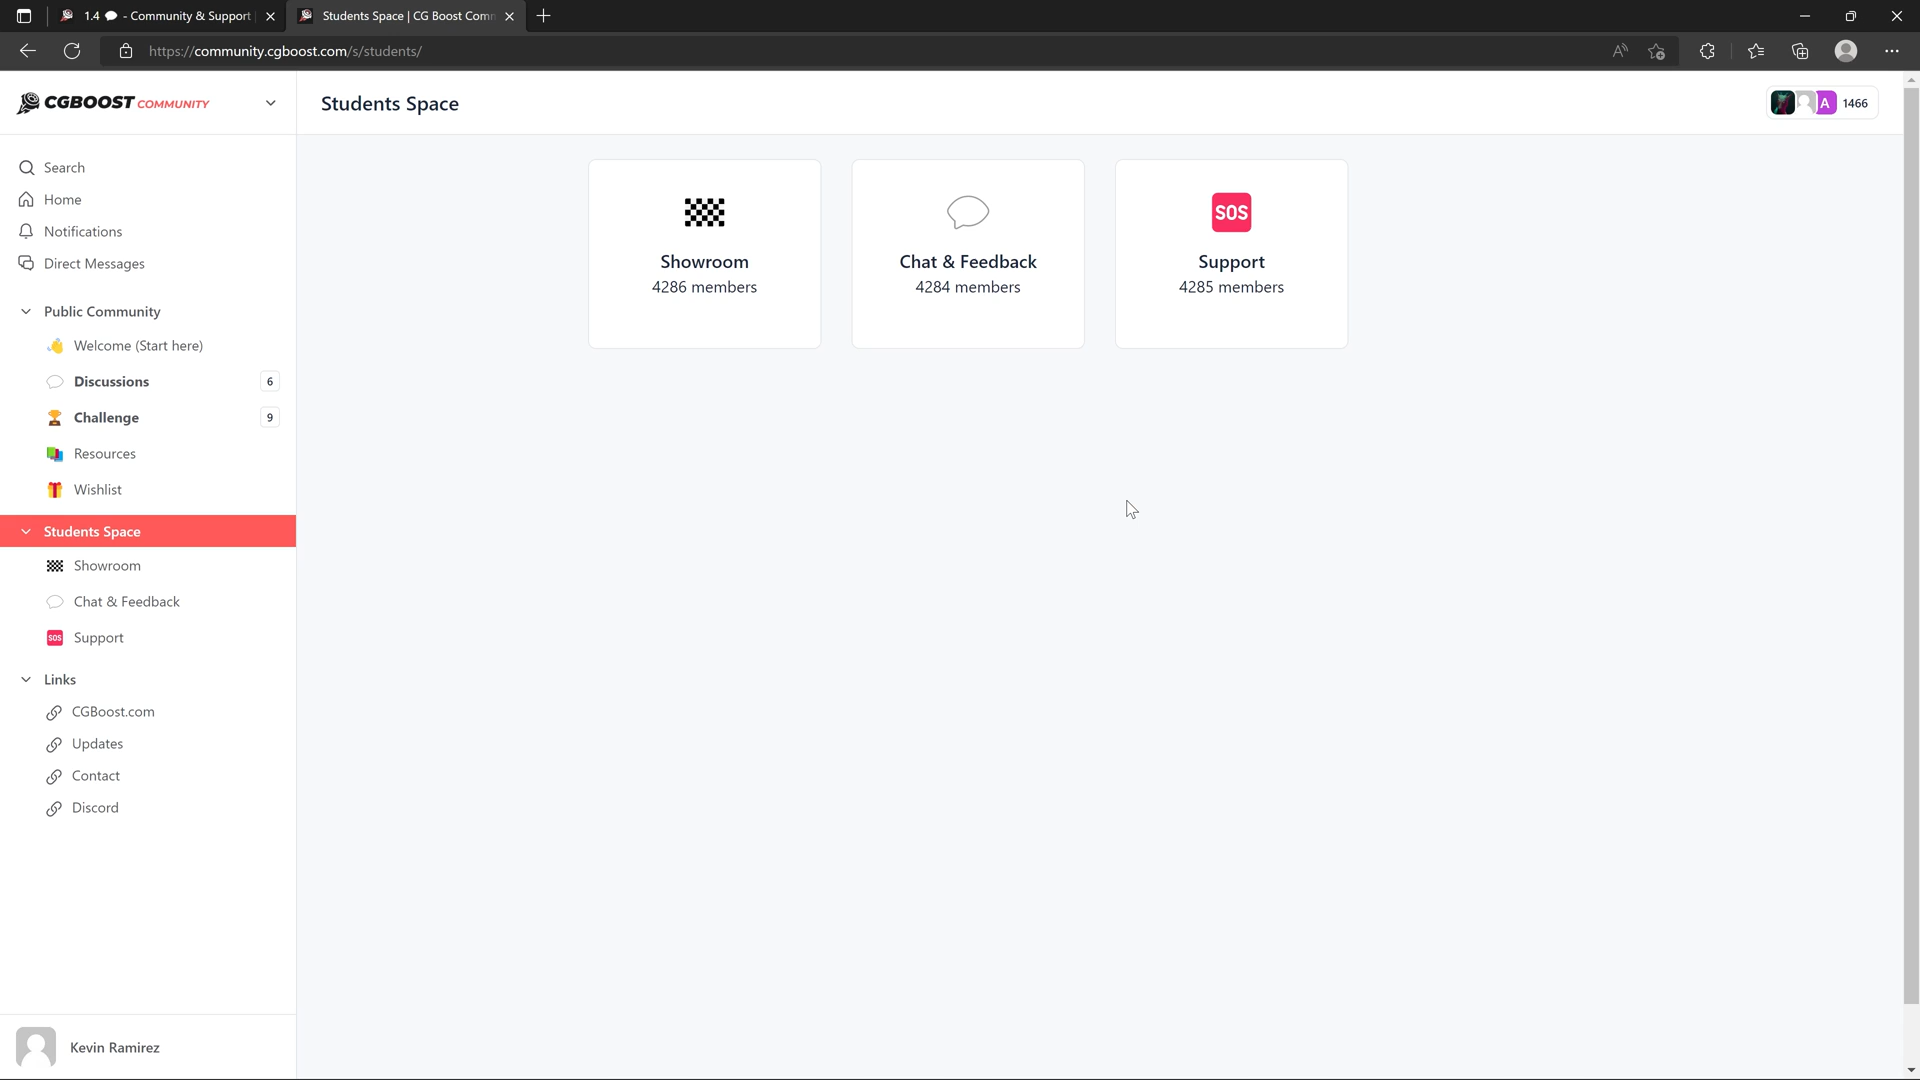 1.4 💬 - Community & Support
Students Space | CG Boost Comm
https://community.cgboost.com/s/students/
CGBOOST COMMUNITY
Students Space
A 1466
Search
Home
Notifications
Direct Messages
Public Community
Welcome (Start here)
Discussions 6
Challenge 9
Resources
Wishlist
Students Space
Showroom
Chat & Feedback
SOS Support
Links
CGBoost.com
Updates
Contact
Discord
Kevin Ramirez
Showroom
4286 members
Chat & Feedback
4284 members
SOS
Support
4285 members